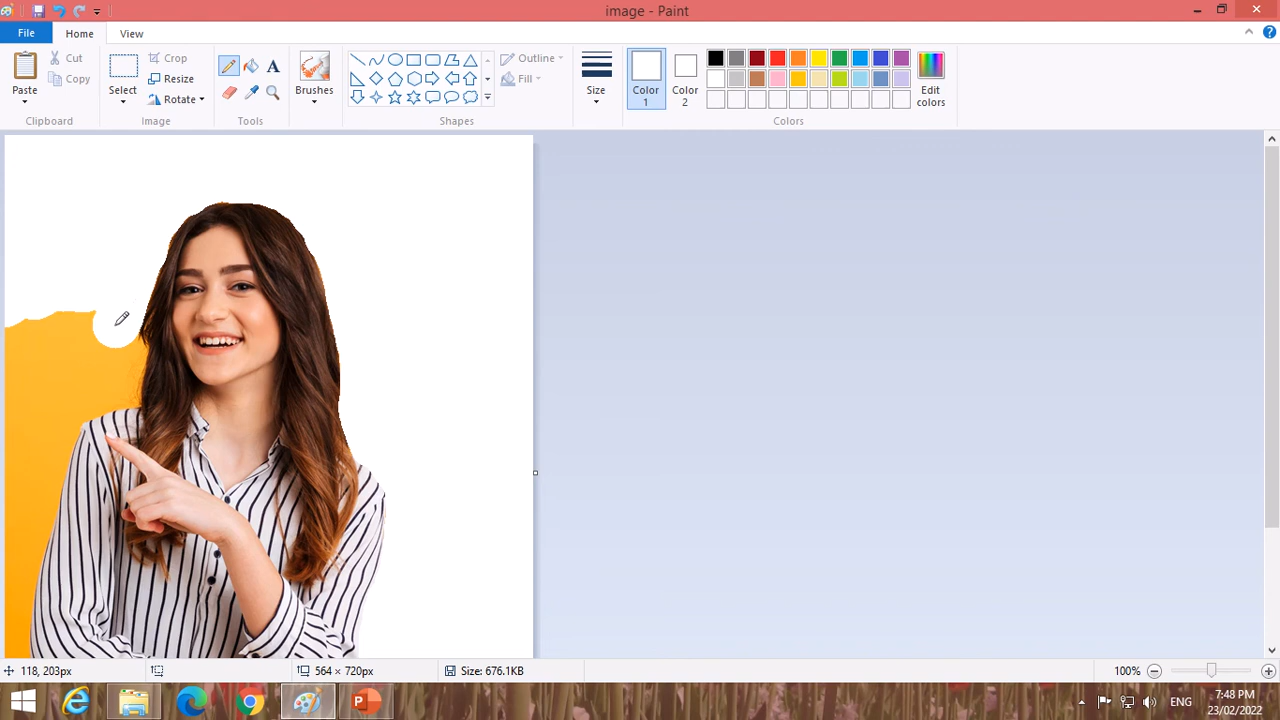 image - Paint
File
Home
View
Paste
Cut
Copy
Clipboard
Select
Crop
Resize
Rotate
Image
A
Tools
Brushes
Outline
Fill
Shapes
Size
Color
1
Color
2
Edit
colors
Colors
118, 203px
564 × 720px
Size: 676.1KB
100%
ENG
7:48 PM
23/02/2022